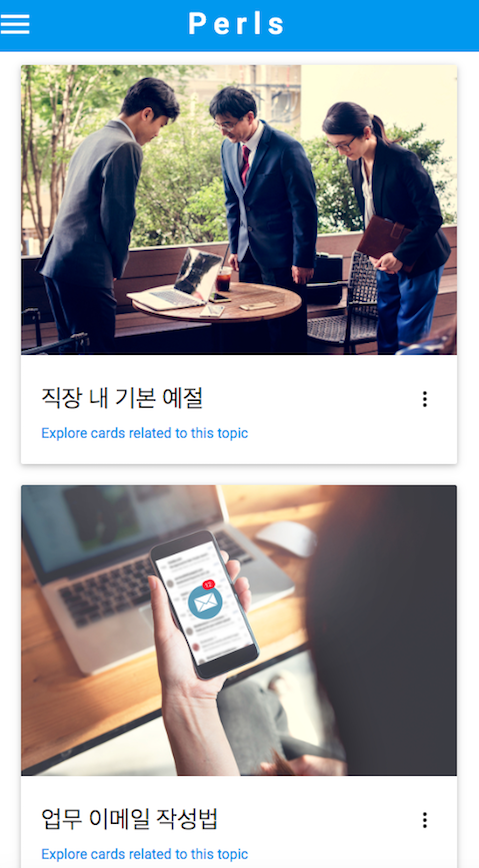 Perls
직장 내 기본 예절
Explore cards related to this topic
12
업무 이메일 작성법
Explore cards related to this topic